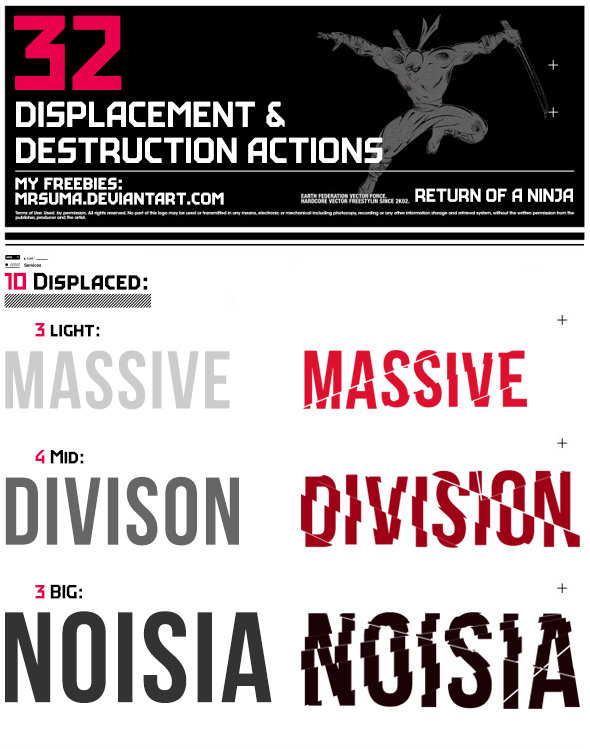 32
DISPLACEMENT &
DESTRUCTION ACTIONS
MY FREEBIES:
MRSUMA.DEVIANTART.COM
EARTH FEDERATION VECTOR FORCE.
HARDCORE VECTOR FREESTYLIN SINCE 2K02.
RETURN OF A NINJA
Terms of Use: Used by permission. All rights reserved. No part of this logo may be used or transmitted in any means, electronic or mechanical including photocopy, recording or any other information storage and retrieval system, without the written permission from the
publisher, producer and the artist.
Services
10 DISPLACED:
3 LIGHT:
MASSIVE MASSIVE
4 MID:
DIVISON DIVISION
3 BIG:
NOISIA NOISIA